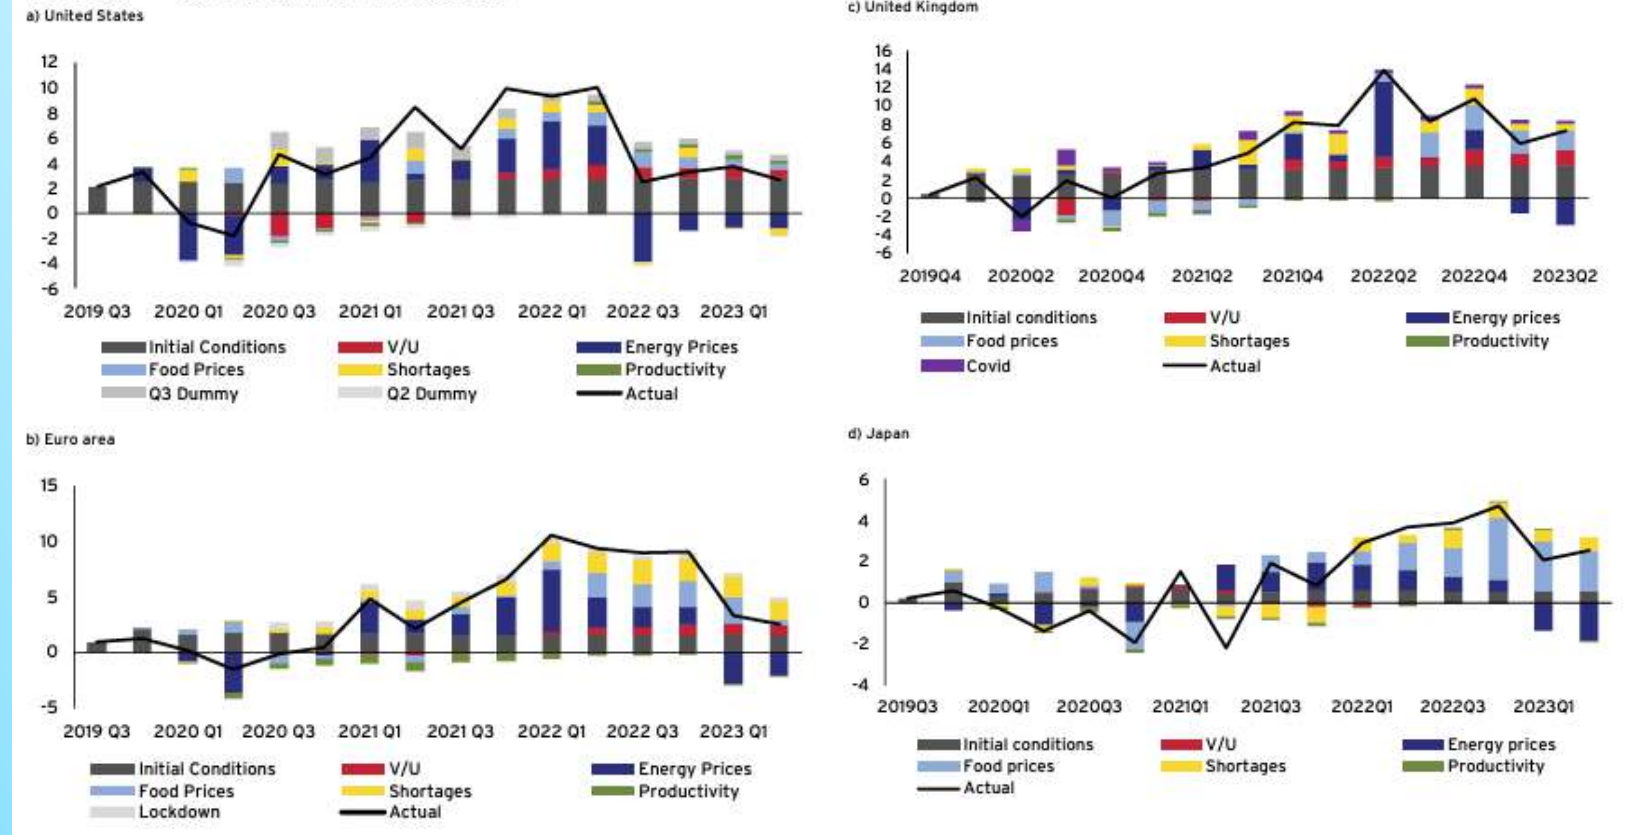 a) United States
12
10
8
6
4
2
0
-2
-4
-6
2019 Q3 2020 Q1 2020 Q3 2021 Q1 2021 Q3 2022 Q1 2022 Q3 2023 Q1
Initial Conditions V/U Energy Prices
Food Prices Shortages Productivity
Q3 Dummy Q2 Dummy Actual
b) Euro area
15
10
5
0
-5
2019 Q3 2020 Q1 2020 Q3 2021 Q1 2021 Q3 2022 Q1 2022 Q3 2023 Q1
Initial Conditions V/U Energy Prices
Food Prices Shortages Productivity
Lockdown Actual
c) United Kingdom
16
14
12
10
8
6
4
2
0
-2
-4
-6
2019Q4 2020Q2 2020Q4 2021Q2 2021Q4 2022Q2 2022Q4 2023Q2
Initial conditions V/U Energy prices
Food prices Shortages Productivity
Covid Actual
d) Japan
6
4
2
0
-2
-4
2019Q3 2020Q1 2020Q3 2021Q1 2021Q3 2022Q1 2022Q3 2023Q1
Initial conditions V/U Energy prices
Food prices Shortages Productivity
Actual